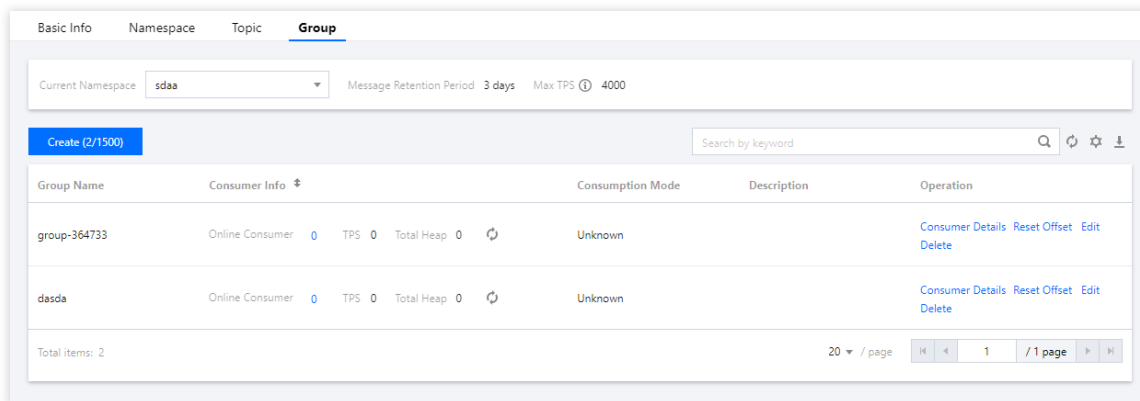 Basic Info Namespace Topic Group
Current Namespace sdaa Message Retention Period 3 days Max TPS 4000
Create (2/1500) Search by keyword
Group Name Consumer Info Consumption Mode Description Operation
group-364733 Online Consumer 0 TPS 0 Total Heap 0 Unknown Consumer Details Reset Offset Edit
Delete
dasda Online Consumer 0 TPS 0 Total Heap 0 Unknown Consumer Details Reset Offset Edit
Delete
Total items: 2 20 / page 1 / 1 page